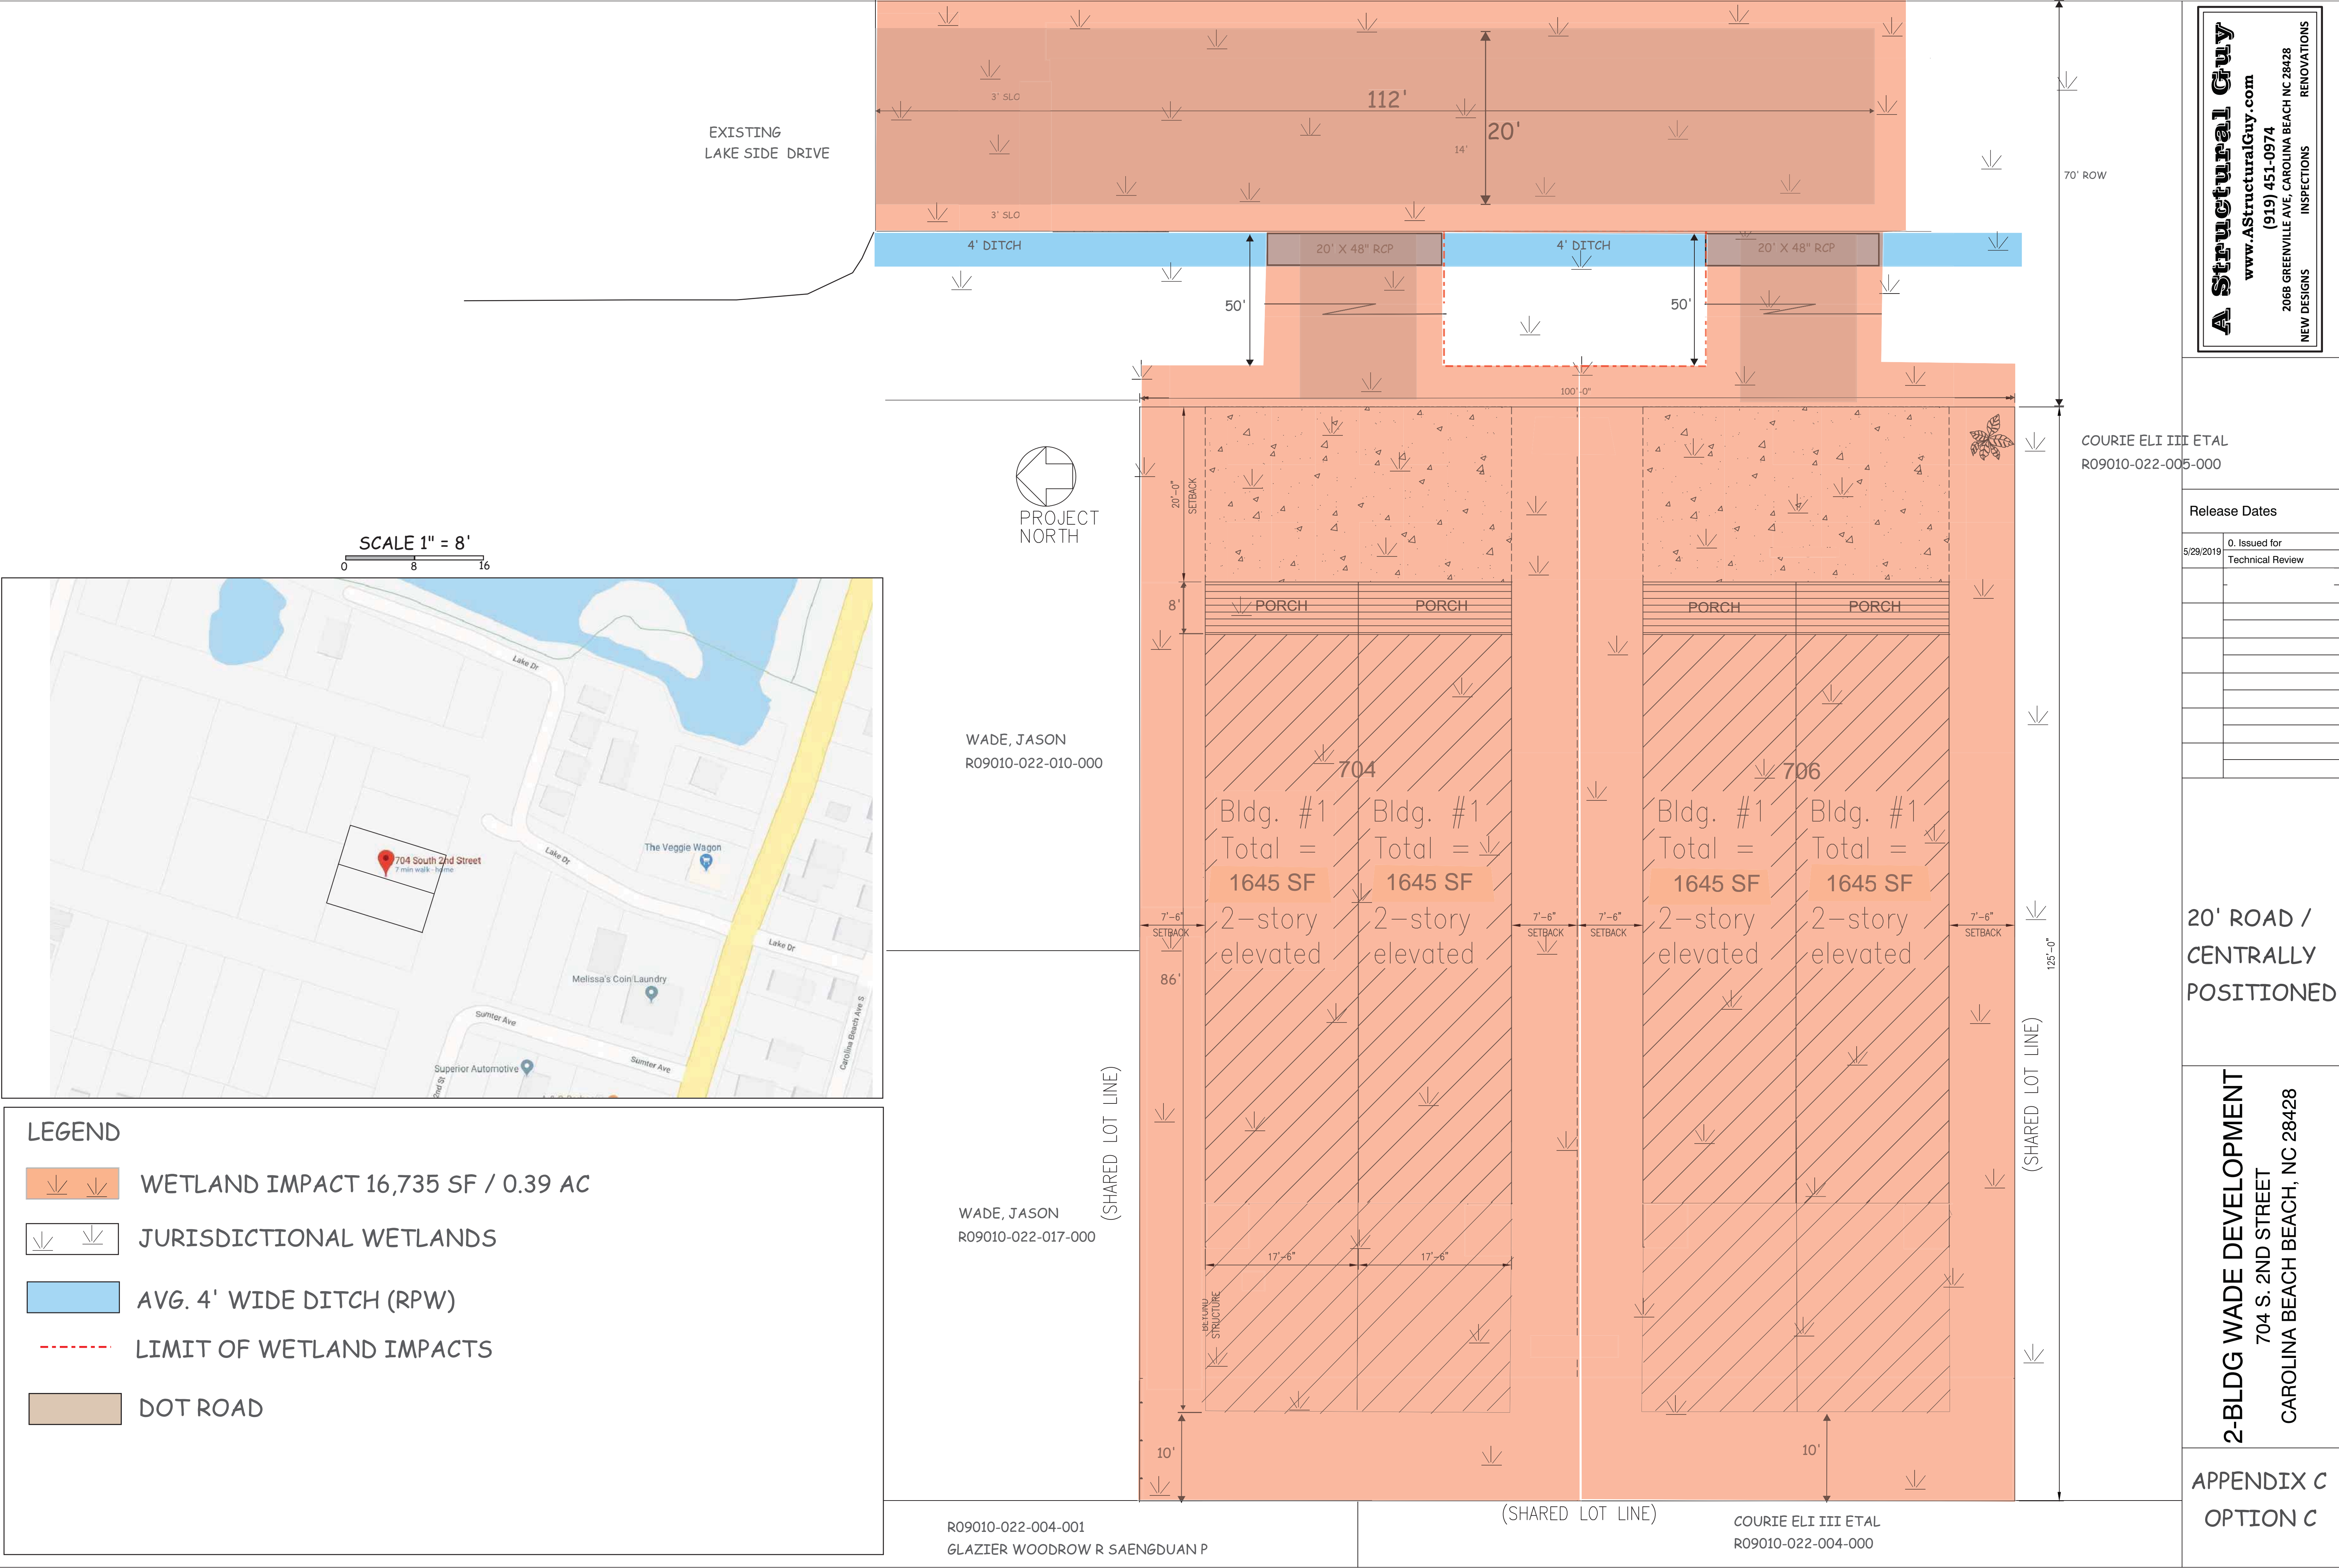 EXISTING
LAKE SIDE DRIVE
3' SLO
112'
20'
14'
3' SLO
4' DITCH
20' X 48" RCP
4' DITCH
20' X 48" RCP
50'
50'
70' ROW
100'-0"
PROJECT
NORTH
20'-0"
SETBACK
8'
PORCH
PORCH
PORCH
PORCH
COURIE ELI III ETAL
R09010-022-005-000
SCALE 1" = 8'
0 8 16
Lake Dr
Lake Dr
Lake Dr
The Veggie Wagon
704 South 2nd Street
7 min walk - home
Melissa's Coin Laundry
Sumter Ave
Sumter Ave
Superior Automotive
2nd St
Carolina Beach Ave S
WADE, JASON
R09010-022-010-000
704
Bldg. #1
Total =
1645 SF
2-story
elevated
Bldg. #1
Total =
1645 SF
2-story
elevated
706
Bldg. #1
Total =
1645 SF
2-story
elevated
Bldg. #1
Total =
1645 SF
2-story
elevated
7'-6"
SETBACK
7'-6"
SETBACK
7'-6"
SETBACK
7'-6"
SETBACK
86'
125'-0"
(SHARED LOT LINE)
(SHARED LOT LINE)
WADE, JASON
R09010-022-017-000
17'-6"
17'-6"
STRUCTURE
10'
10'
(SHARED LOT LINE)
R09010-022-004-001
GLAZIER WOODROW R SAENGDUAN P
COURIE ELI III ETAL
R09010-022-004-000
LEGEND
WETLAND IMPACT 16,735 SF / 0.39 AC
JURISDICTIONAL WETLANDS
AVG. 4' WIDE DITCH (RPW)
LIMIT OF WETLAND IMPACTS
DOT ROAD
A Structural Guy
www.AStructuralGuy.com
(919) 451-0974
206B GREENVILLE AVE, CAROLINA BEACH NC 28428
NEW DESIGNS INSPECTIONS RENOVATIONS
Release Dates
5/29/2019
0. Issued for
Technical Review
20' ROAD /
CENTRALLY
POSITIONED
2-BLDG WADE DEVELOPMENT
704 S. 2ND STREET
CAROLINA BEACH BEACH, NC 28428
APPENDIX C
OPTION C